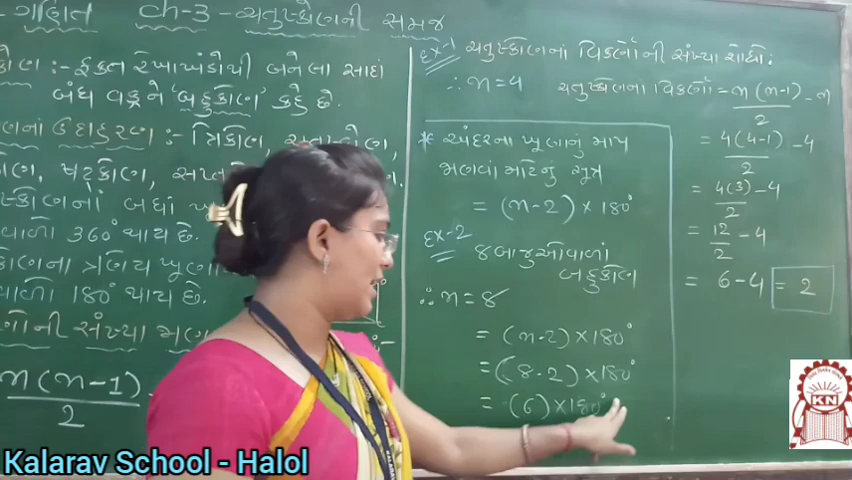 ગણિત Ch-3 - ચતુષ્કોણની સમજ
:- ફક્ત રેખાખંડોથી બનેલા સાદાં
બંધ વક્રને 'બહુકોણ' કહે છે.
ઉદાહરણ :- ત્રિકોણ,
ષટ્કોણ,
બધાં
360° થાય છે.
180° થાય છે.
ની સંખ્યા
n(n-1)
2
Ex-1 ચતુષ્કોણનાં વિકર્ણોની સંખ્યા શોધો.
∴ n=4 ચતુષ્કોણના વિકર્ણો = n(n-1) - n
2
= 4(4-1) - 4
2
= 4(3) - 4
2
= 12 - 4
2
= 6-4 = 2
* અંદરના ખૂણાનું માપ
મેળવવાં માટેનું સૂત્ર
= (n-2) × 180°
Ex-2 8 બાજુઓવાળાં
બહુકોણ
∴ n=8
= (n-2) × 180°
= (8-2) × 180°
= (6) × 180°
KN
Kalarav School - Halol